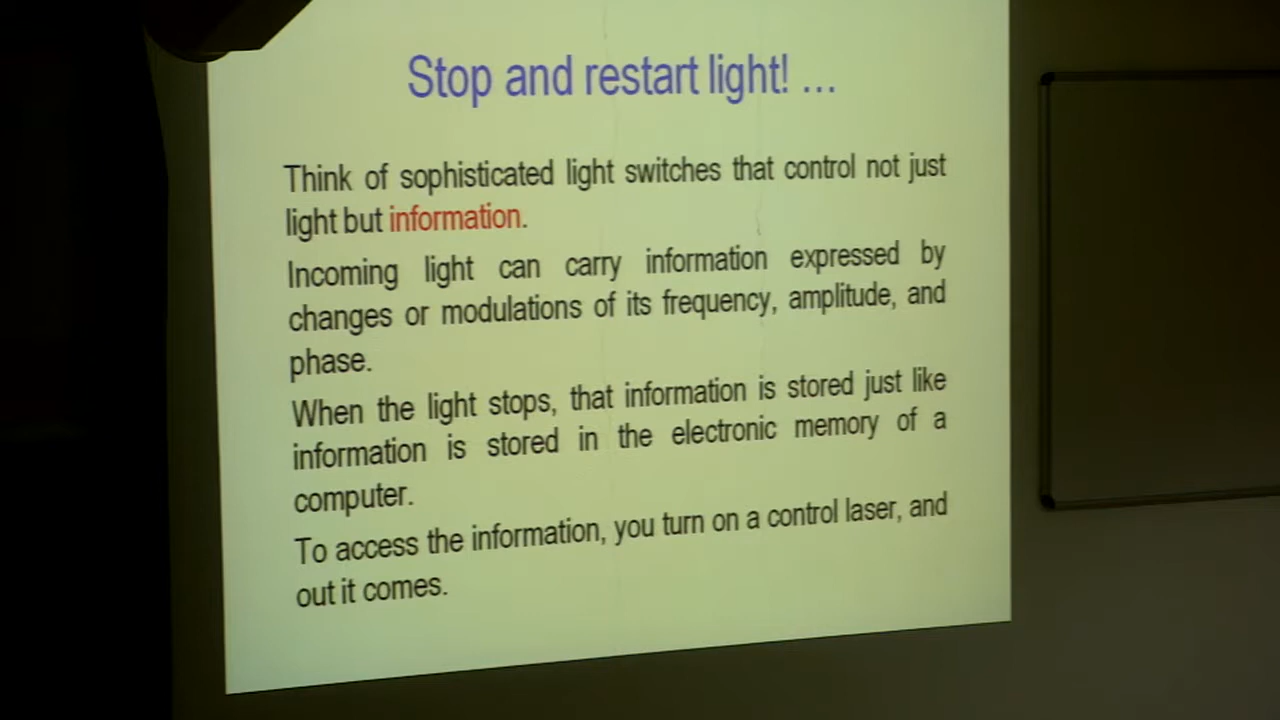 Stop and restart light! ...
Think of sophisticated light switches that control not just
light but information.
Incoming light can carry information expressed by
changes or modulations of its frequency, amplitude, and
phase.
When the light stops, that information is stored just like
information is stored in the electronic memory of a
computer.
To access the information, you turn on a control laser, and
out it comes.